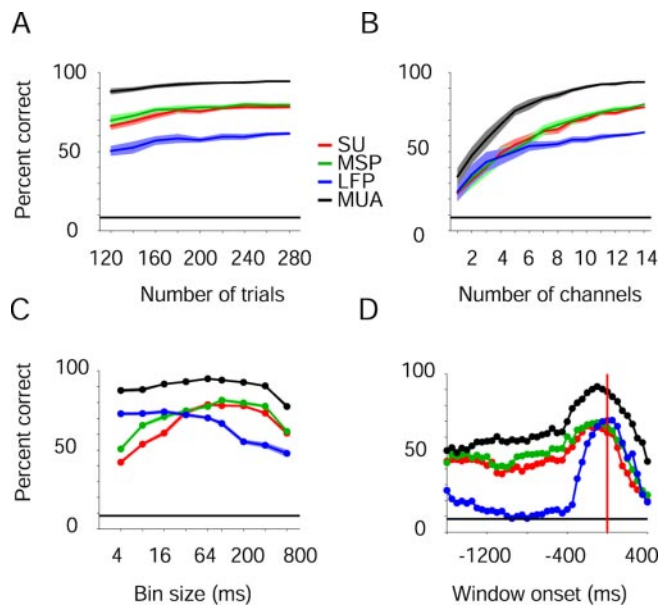 A
B
Percent correct
100
50
0
120 160 200 240 280
Number of trials
SU
MSP
LFP
MUA
100
50
0
2 4 6 8 10 12 14
Number of channels
C
D
Percent correct
100
50
0
4 16 64 200 800
Bin size (ms)
100
50
0
-1200 -400 400
Window onset (ms)